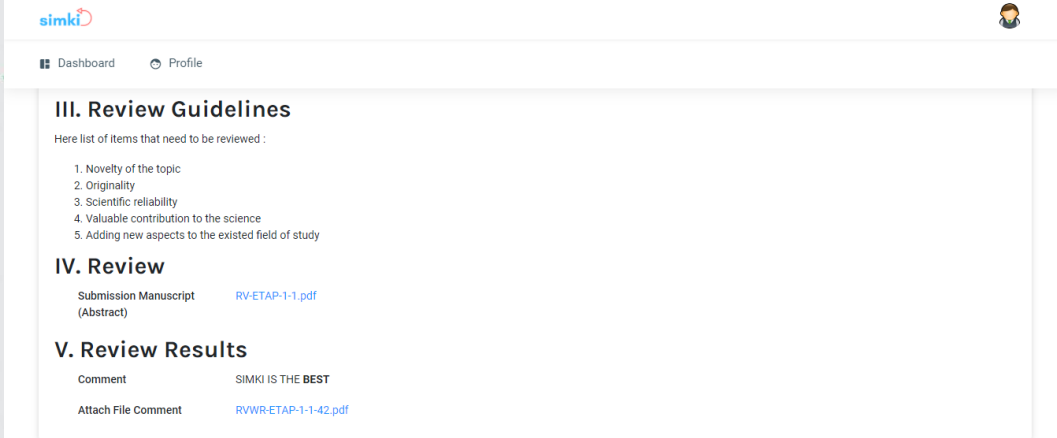 simki
Dashboard Profile
III. Review Guidelines
Here list of items that need to be reviewed :
1. Novelty of the topic
2. Originality
3. Scientific reliability
4. Valuable contribution to the science
5. Adding new aspects to the existed field of study
IV. Review
Submission Manuscript RV-ETAP-1-1.pdf
(Abstract)
V. Review Results
Comment SIMKI IS THE BEST
Attach File Comment RVWR-ETAP-1-1-42.pdf